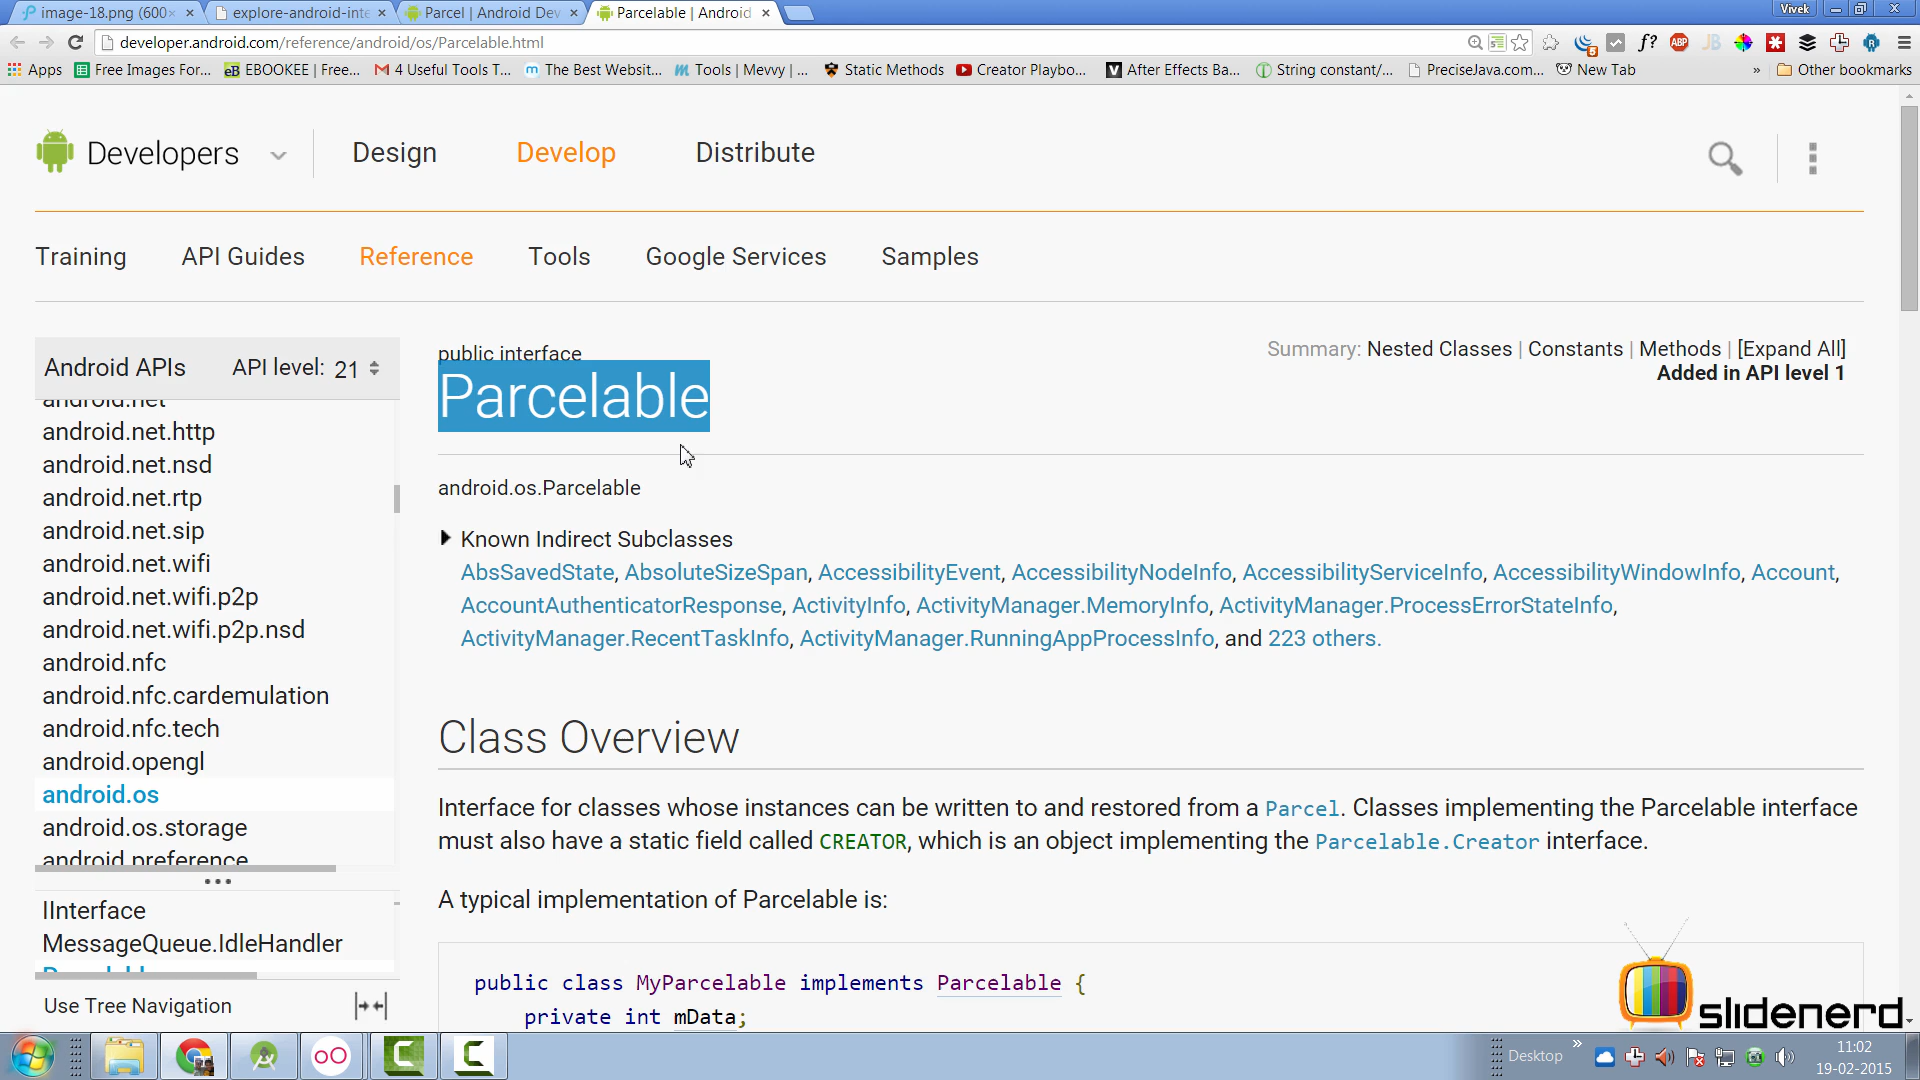 image-18.png (600×
explore-android-inte
Parcel | Android Dev
Parcelable | Android
Vivek
developer.android.com/reference/android/os/Parcelable.html
Apps
Free Images For...
EBOOKEE | Free...
4 Useful Tools T...
The Best Websit...
Tools | Mevvy | ...
Static Methods
Creator Playbo...
After Effects Ba...
String constant/...
PreciseJava.com...
New Tab
»
Other bookmarks
Developers
Design
Develop
Distribute
Training
API Guides
Reference
Tools
Google Services
Samples
Android APIs
API level: 21
android.net
android.net.http
android.net.nsd
android.net.rtp
android.net.sip
android.net.wifi
android.net.wifi.p2p
android.net.wifi.p2p.nsd
android.nfc
android.nfc.cardemulation
android.nfc.tech
android.opengl
android.os
android.os.storage
android.preference
IInterface
MessageQueue.IdleHandler
Parcelable
Use Tree Navigation
public interface
Parcelable
Summary: Nested Classes | Constants | Methods | [Expand All]
Added in API level 1
android.os.Parcelable
Known Indirect Subclasses
AbsSavedState, AbsoluteSizeSpan, AccessibilityEvent, AccessibilityNodeInfo, AccessibilityServiceInfo, AccessibilityWindowInfo, Account,
AccountAuthenticatorResponse, ActivityInfo, ActivityManager.MemoryInfo, ActivityManager.ProcessErrorStateInfo,
ActivityManager.RecentTaskInfo, ActivityManager.RunningAppProcessInfo, and 223 others.
Class Overview
Interface for classes whose instances can be written to and restored from a Parcel. Classes implementing the Parcelable interface
must also have a static field called CREATOR, which is an object implementing the Parcelable.Creator interface.
A typical implementation of Parcelable is:
public class MyParcelable implements Parcelable {
private int mData;
slidenerd
Desktop
»
11:02
19-02-2015